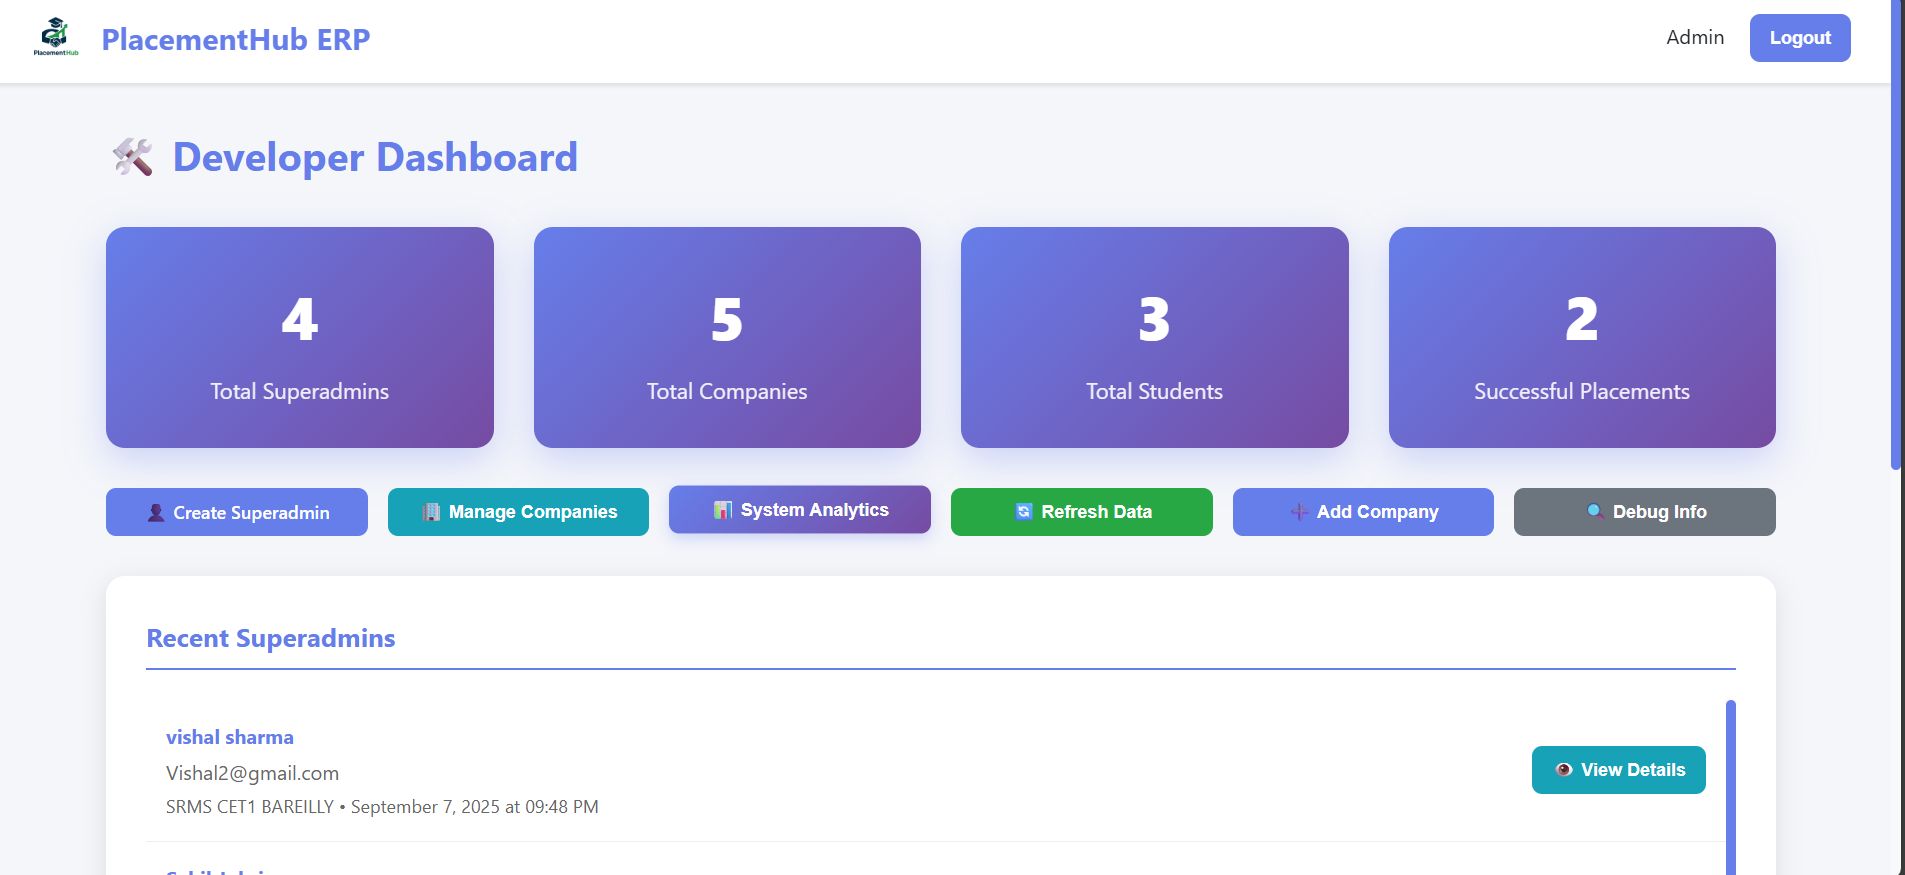 PlacementHub
PlacementHub ERP
Admin
Logout
Developer Dashboard
4
Total Superadmins
5
Total Companies
3
Total Students
2
Successful Placements
Create Superadmin
Manage Companies
System Analytics
Refresh Data
Add Company
Debug Info
Recent Superadmins
vishal sharma
Vishal2@gmail.com
SRMS CET1 BAREILLY • September 7, 2025 at 09:48 PM
View Details